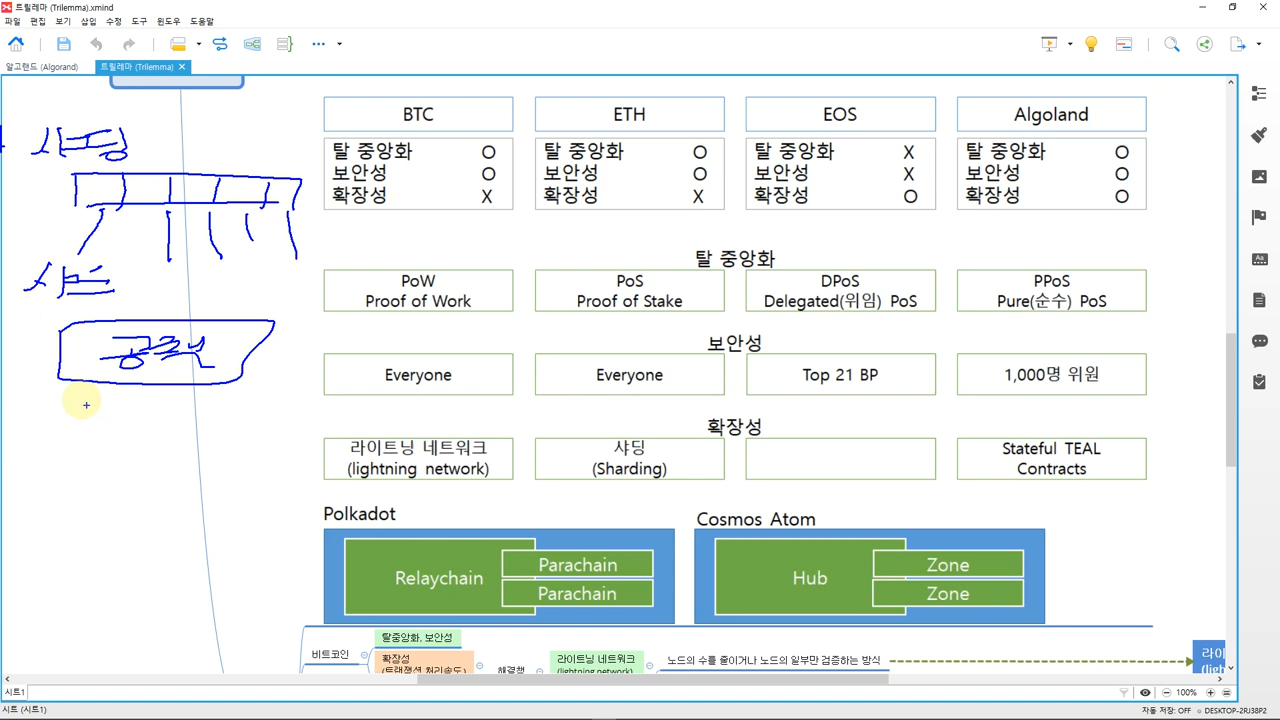 트릴레마 (Trilemma).xmind
파일 편집 보기 삽입 수정 도구 윈도우 도움말
알고랜드 (Algorand) 트릴레마 (Trilemma)
샤딩
샤드
BTC
탈 중앙화 O
보안성 O
확장성 X
ETH
탈 중앙화 O
보안성 O
확장성 X
EOS
탈 중앙화 X
보안성 X
확장성 O
Algoland
탈 중앙화 O
보안성 O
확장성 O
탈 중앙화
PoW
Proof of Work
PoS
Proof of Stake
DPoS
Delegated(위임) PoS
PPoS
Pure(순수) PoS
보안성
Everyone
Everyone
Top 21 BP
1,000명 위원
확장성
라이트닝 네트워크
(lightning network)
샤딩
(Sharding)
Stateful TEAL
Contracts
Polkadot
Relaychain
Parachain
Parachain
Cosmos Atom
Hub
Zone
Zone
비트코인
탈중앙화, 보안성
확장성
(트랜잭션 처리속도)
해결책
라이트닝 네트워크
(lightning network)
노드의 수를 줄이거나 노드의 일부만 검증하는 방식
시트1
100%
시트 (시트1)
자동 저장: OFF
DESKTOP-2RJ38P2